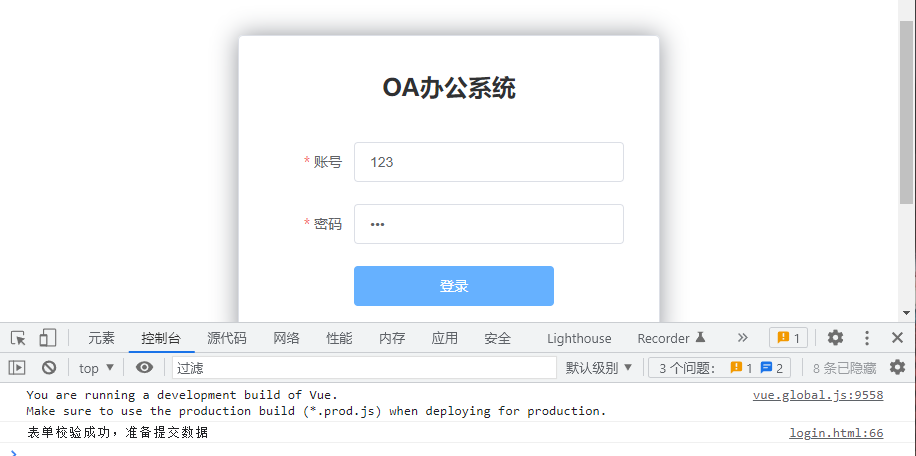 OA办公系统
* 账号 123
* 密码 •••
登录
元素 控制台 源代码 网络 性能 内存 应用 安全 Lighthouse Recorder » 1
top ▼ 过滤 默认级别 ▼ 3 个问题: 1 2 8 条已隐藏
You are running a development build of Vue. vue.global.js:9558
Make sure to use the production build (*.prod.js) when deploying for production.
表单校验成功，准备提交数据 login.html:66